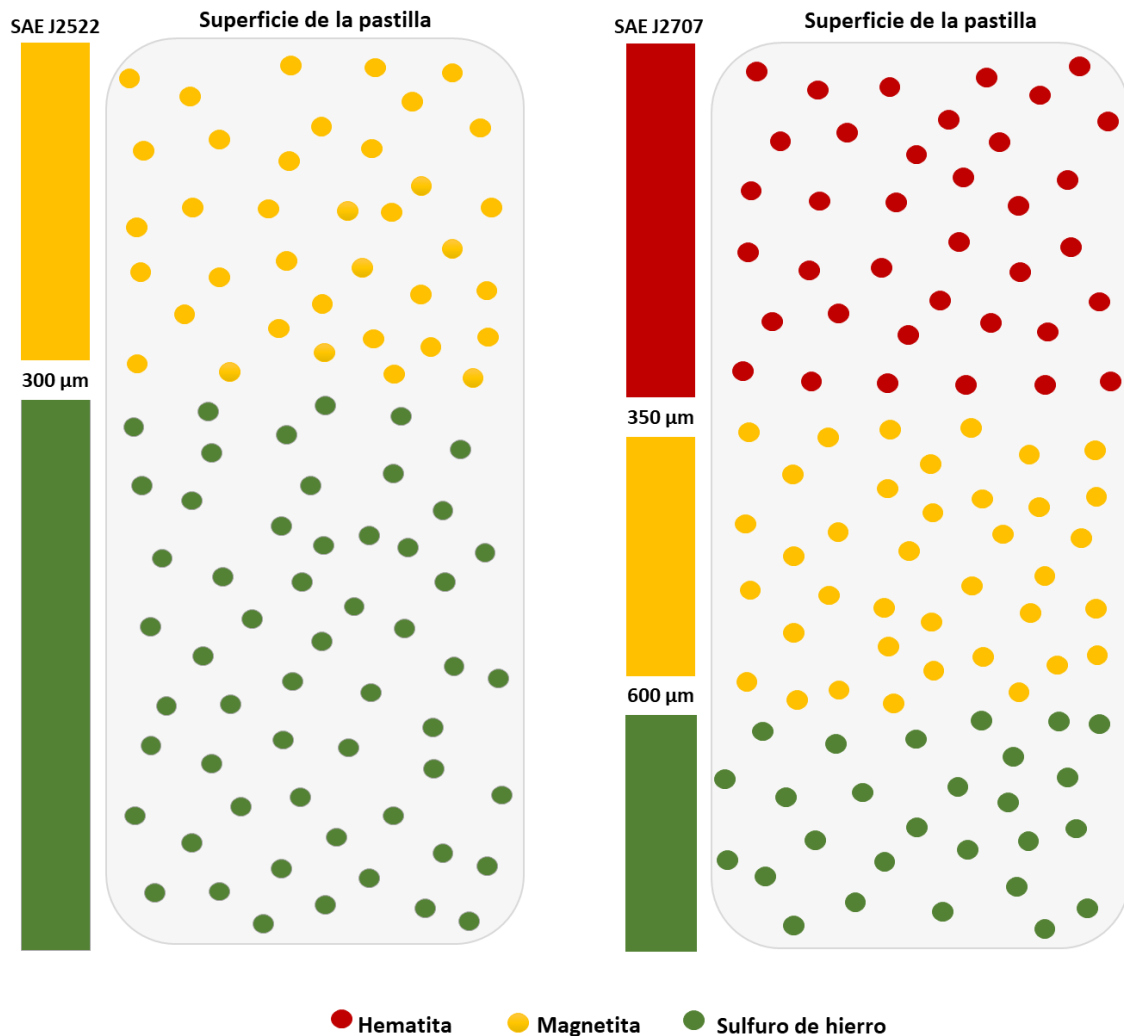 SAE J2522
Superficie de la pastilla
300 µm
SAE J2707
Superficie de la pastilla
350 µm
600 µm
Hematita
Magnetita
Sulfuro de hierro